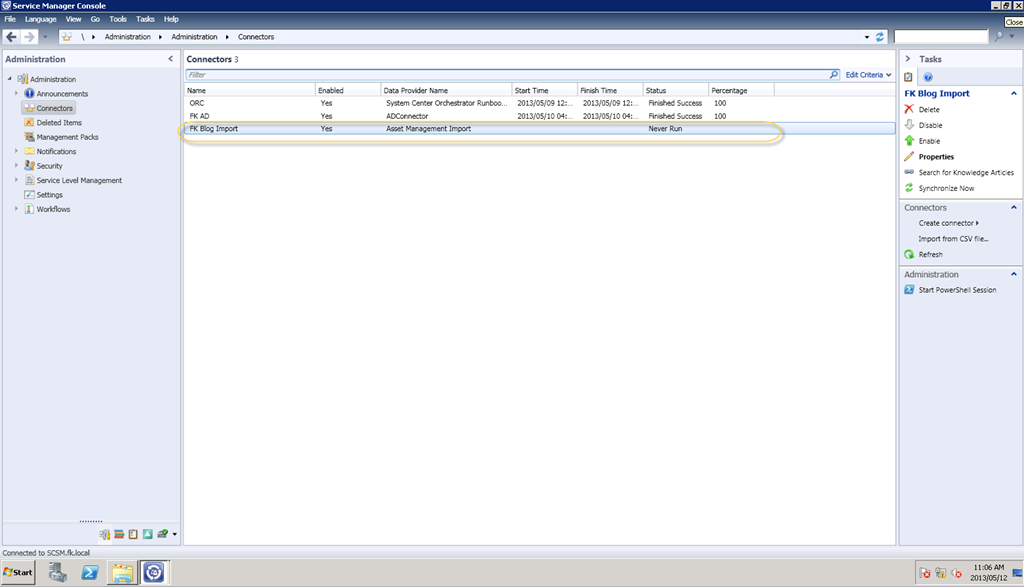 Service Manager Console
File Language View Go Tools Tasks Help
Close
\ Administration Administration Connectors
Administration
Administration
Announcements
Connectors
Deleted Items
Management Packs
Notifications
Security
Service Level Management
Settings
Workflows
Connectors 3
Filter Edit Criteria
Name Enabled Data Provider Name Start Time Finish Time Status Percentage
ORC Yes System Center Orchestrator Runboo... 2013/05/09 12:... 2013/05/09 12:... Finished Success 100
FK AD Yes ADConnector 2013/05/10 04:... 2013/05/10 04:... Finished Success 100
FK Blog Import Yes Asset Management Import Never Run
Tasks
FK Blog Import
Delete
Disable
Enable
Properties
Search for Knowledge Articles
Synchronize Now
Connectors
Create connector
Import from CSV file...
Refresh
Administration
Start PowerShell Session
Connected to SCSM.fk.local
Start
11:06 AM
2013/05/12